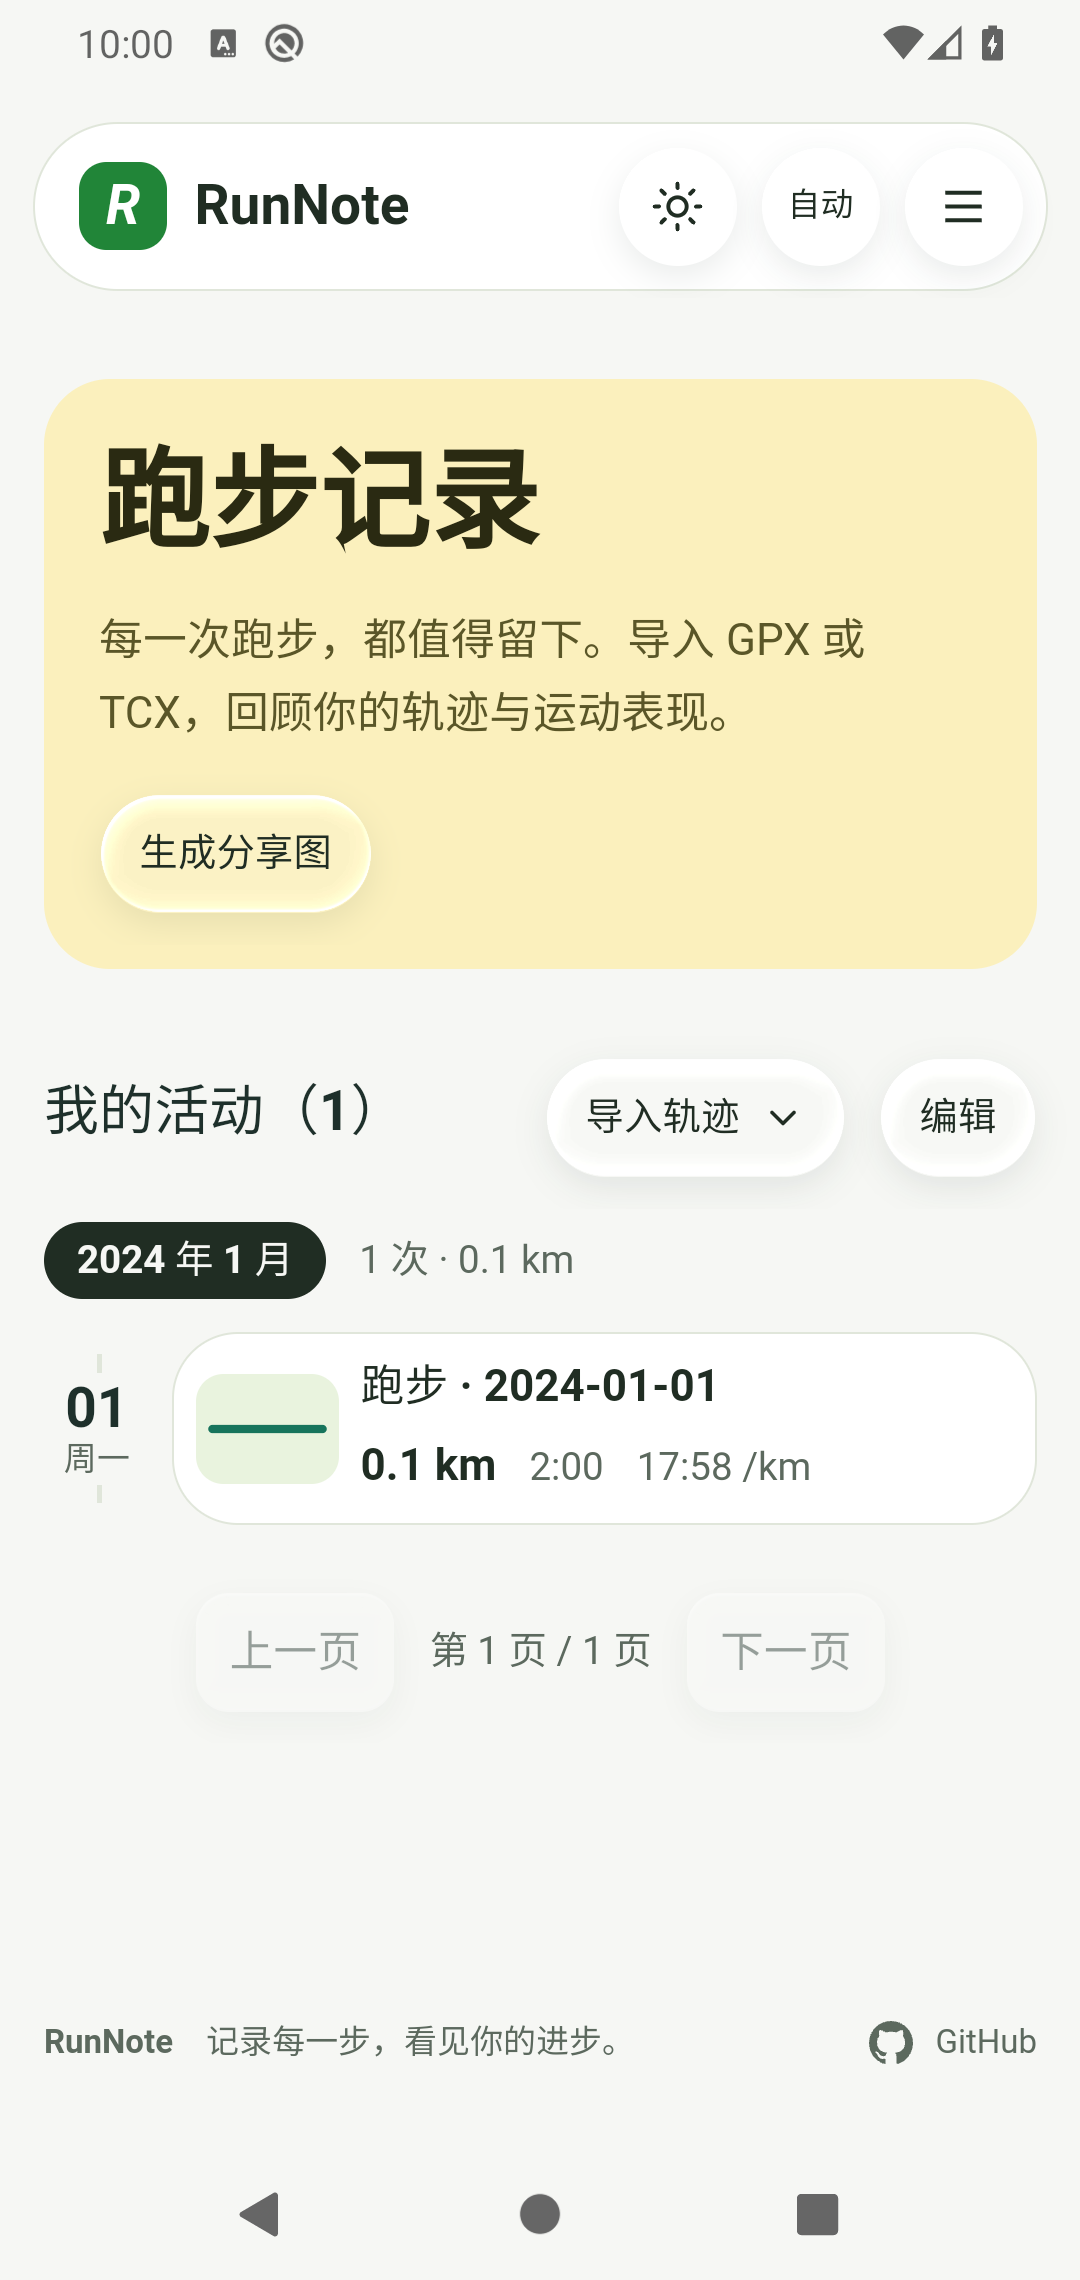 10:00
R RunNote 自动
跑步记录
每一次跑步，都值得留下。导入 GPX 或
TCX，回顾你的轨迹与运动表现。
生成分享图
我的活动（1） 导入轨迹 编辑
2024 年 1 月 1 次 · 0.1 km
01
周一
跑步 · 2024-01-01
0.1 km 2:00 17:58 /km
上一页 第 1 页 / 1 页 下一页
RunNote 记录每一步，看见你的进步。 GitHub